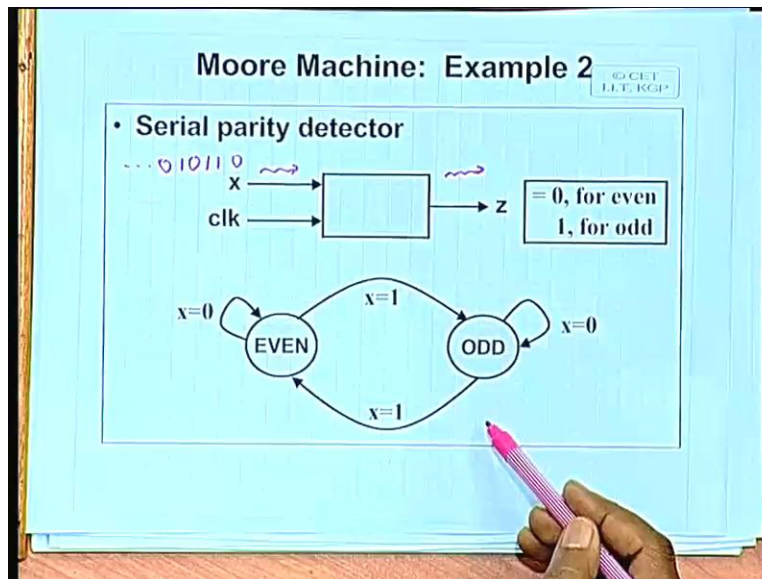 Moore Machine: Example 2
© CET
I.I.T. KGP
• Serial parity detector
...010110
x
clk
z
= 0, for even
1, for odd
x=0
x=1
EVEN
ODD
x=0
x=1